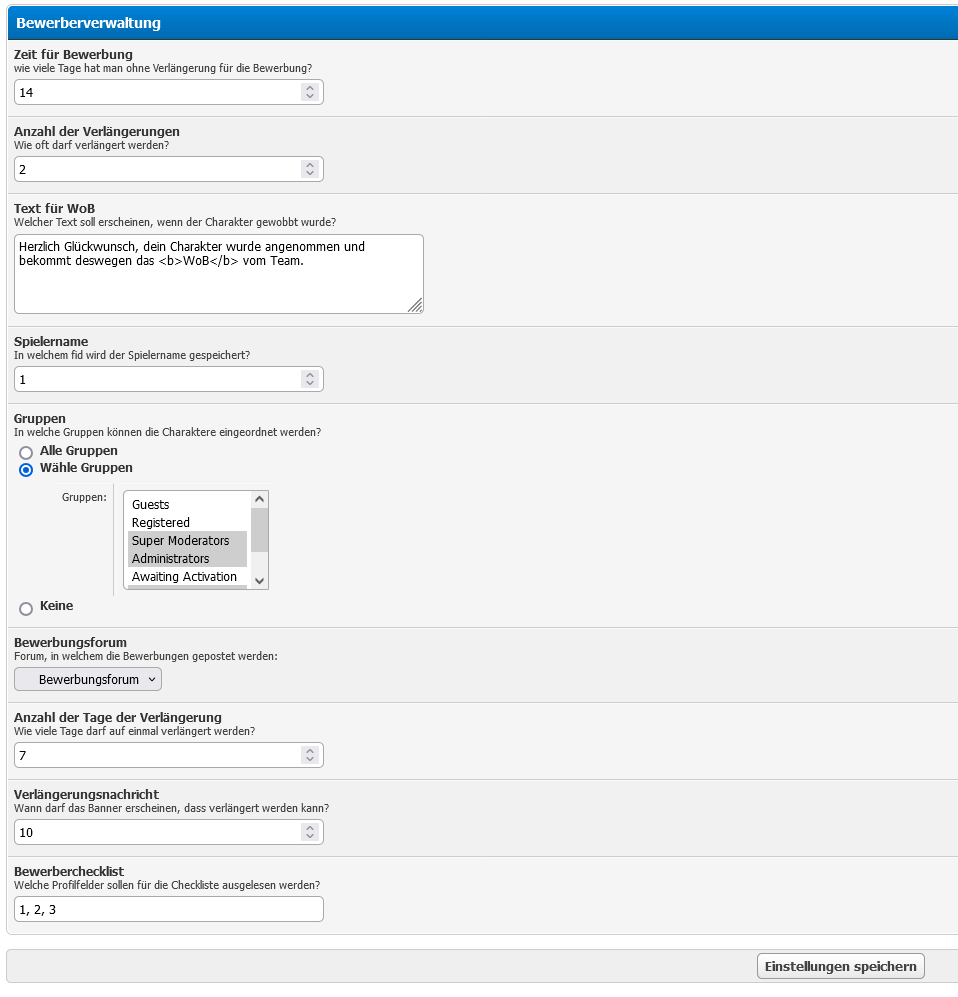 Bewerberverwaltung
Zeit für Bewerbung
wie viele Tage hat man ohne Verlängerung für die Bewerbung?
14
Anzahl der Verlängerungen
Wie oft darf verlängert werden?
2
Text für WoB
Welcher Text soll erscheinen, wenn der Charakter gewobbt wurde?
Herzlich Glückwunsch, dein Charakter wurde angenommen und
bekommt deswegen das <b>WoB</b> vom Team.
Spielername
In welchem fid wird der Spielername gespeichert?
1
Gruppen
In welche Gruppen können die Charaktere eingeordnet werden?
Alle Gruppen
Wähle Gruppen
Gruppen:
Guests
Registered
Super Moderators
Administrators
Awaiting Activation
Keine
Bewerbungsforum
Forum, in welchem die Bewerbungen gepostet werden:
Bewerbungsforum
Anzahl der Tage der Verlängerung
Wie viele Tage darf auf einmal verlängert werden?
7
Verlängerungsnachricht
Wann darf das Banner erscheinen, dass verlängert werden kann?
10
Bewerberchecklist
Welche Profilfelder sollen für die Checkliste ausgelesen werden?
1, 2, 3
Einstellungen speichern